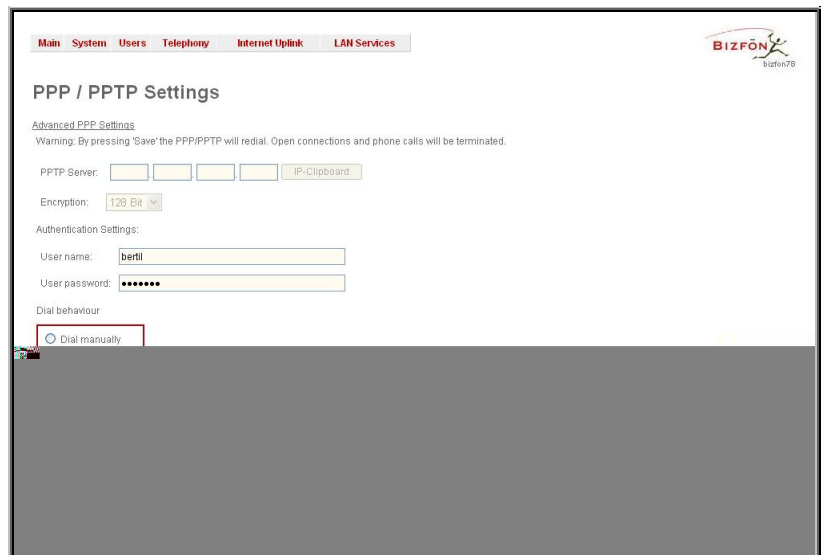 Main System Users Telephony Internet Uplink LAN Services
BIZFŌN
bizfon78
PPP / PPTP Settings
Advanced PPP Settings
Warning: By pressing 'Save' the PPP/PPTP will redial. Open connections and phone calls will be terminated.
PPTP Server: . . . IP-Clipboard
Encryption: 128 Bit
Authentication Settings:
User name: bertil
User password: •••••••
Dial behaviour
Dial manually